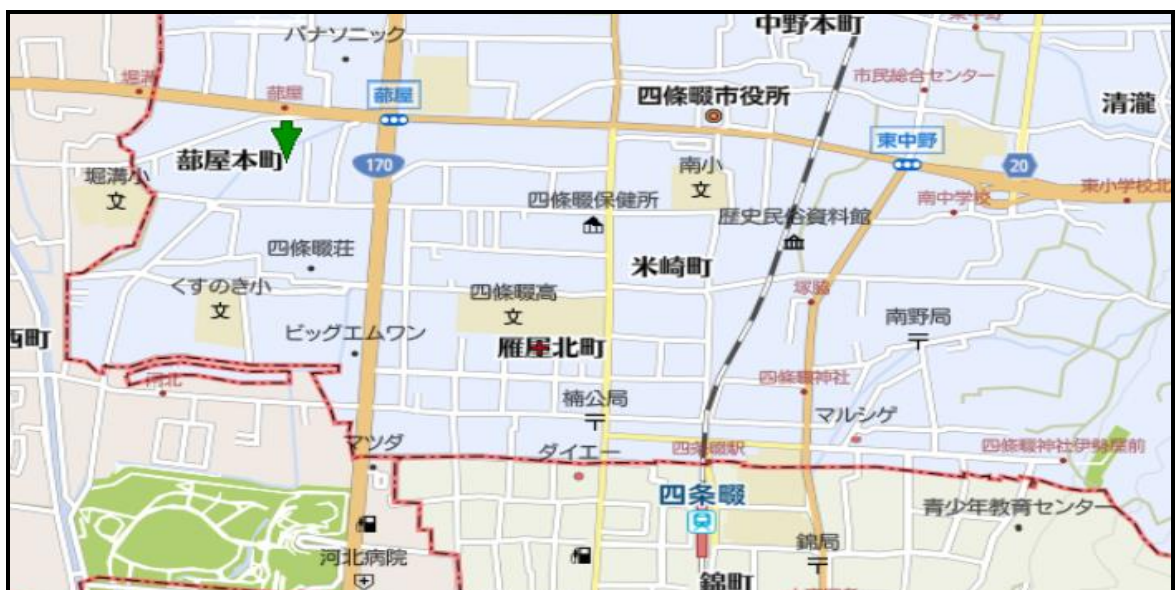 中野本町
東中野
パナソニック
堀溝
蔀屋
蔀屋
四條畷市役所
市民総合センター
清瀧
東中野
蔀屋本町
170
南小
文
20
堀溝小
文
四條畷保健所
歴史民俗資料館
南中学校
東小学校北
四條畷荘
米崎町
くすのき小
文
四條畷高
文
塚脇
南野局
〒
西町
ビッグエムワン
雁屋北町
河北
四條畷神社
楠公局
〒
マルシゲ
マツダ
ダイエー
四条畷駅
四條畷神社伊勢屋前
四条畷
青少年教育センター
河北病院
錦局
〒
錦町